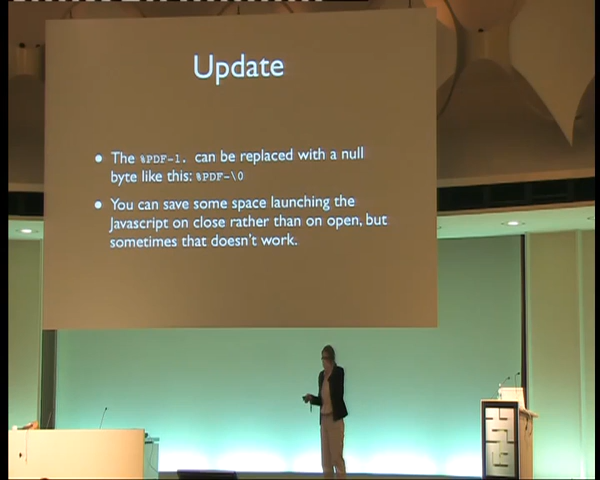 Update
• The %PDF-1. can be replaced with a null
byte like this: %PDF-\0
• You can save some space launching the
Javascript on close rather than on open, but
sometimes that doesn't work.